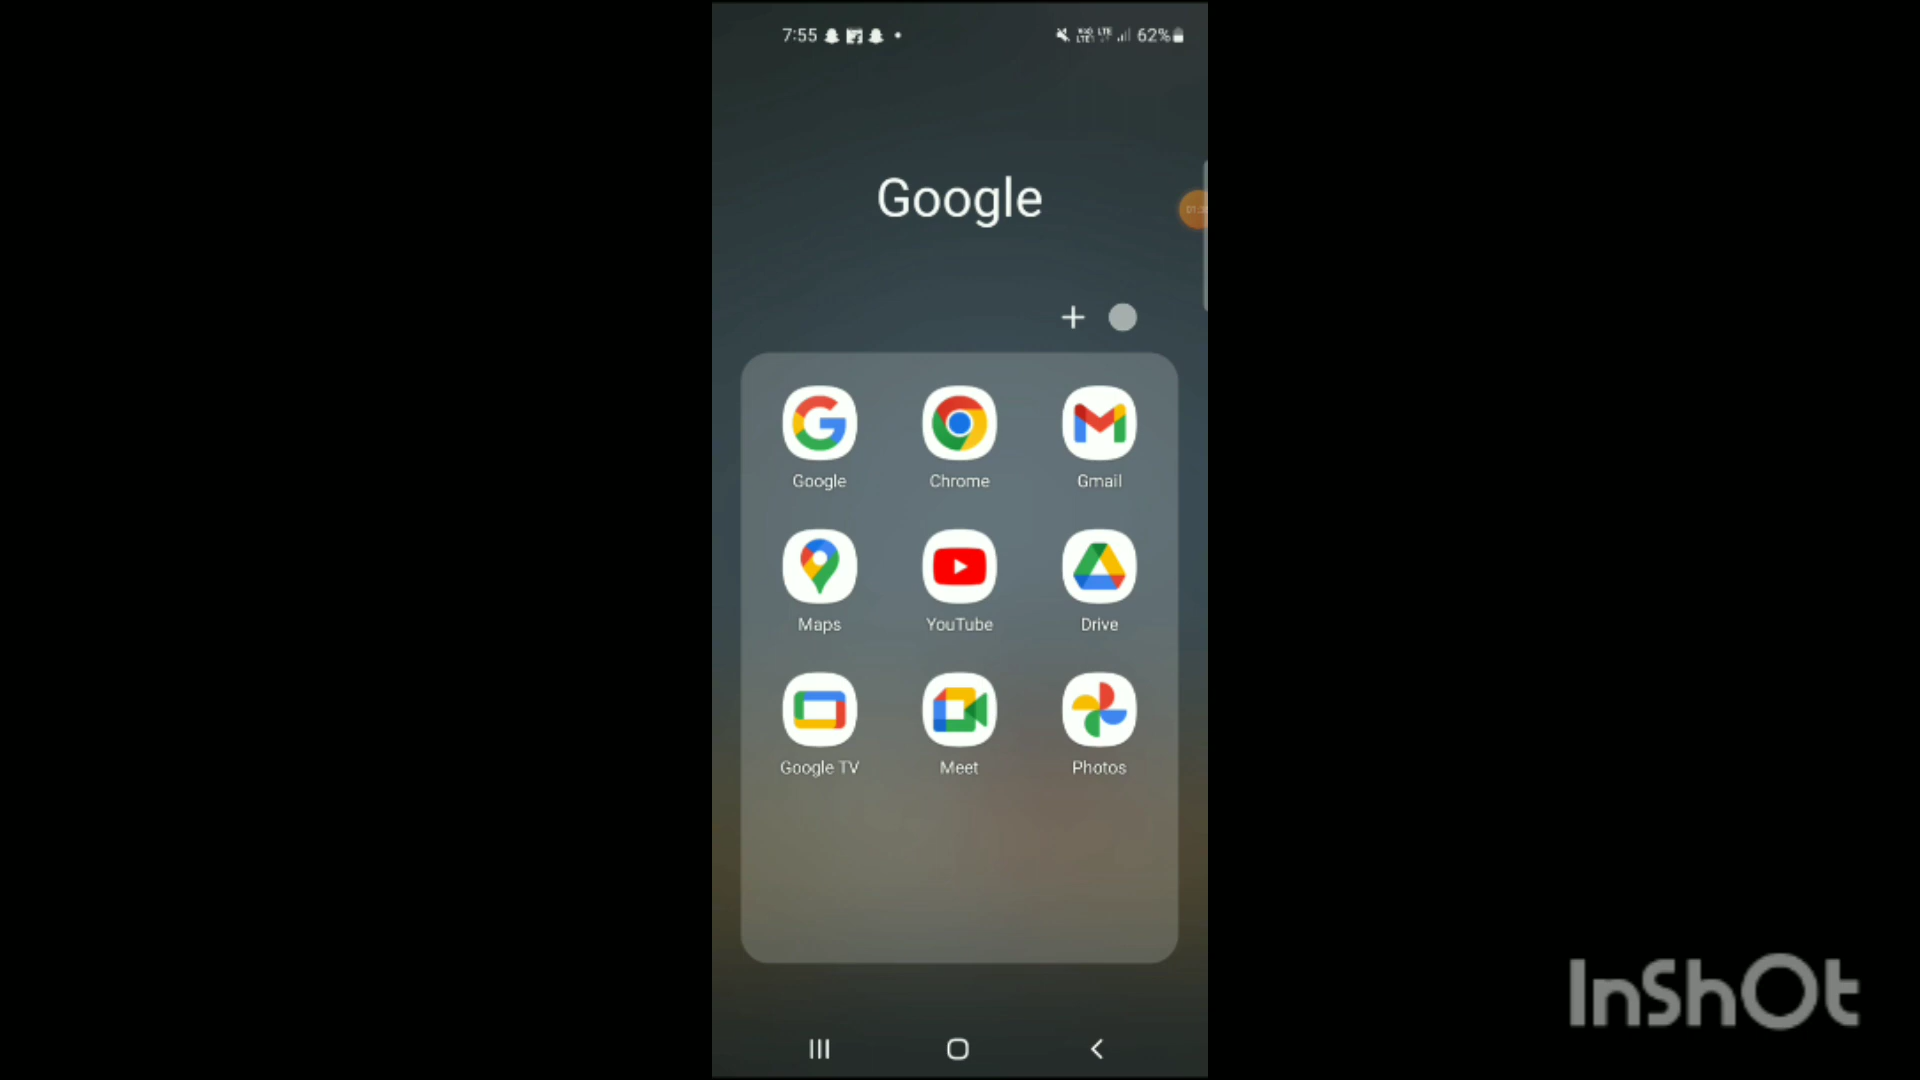 7:55
62%
Google
+
Google Chrome Gmail
Maps YouTube Drive
Google TV Meet Photos
InShOt